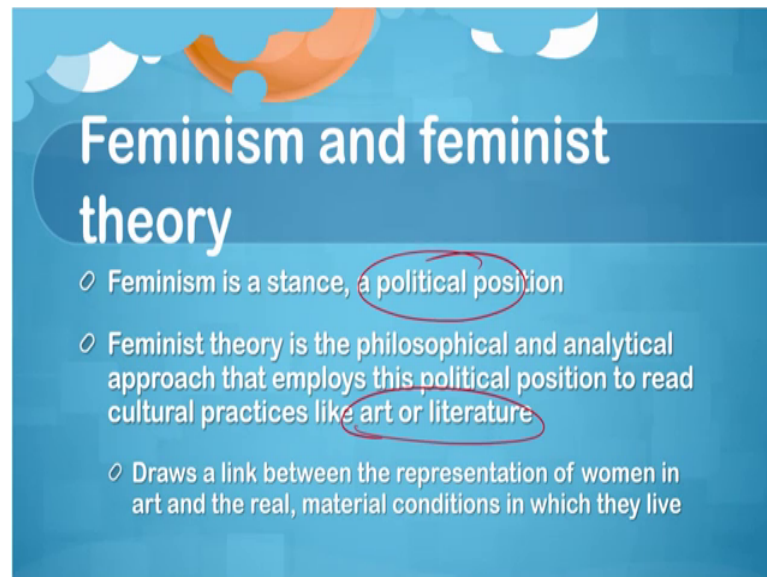 Feminism and feminist
theory
Feminism is a stance, a political position
Feminist theory is the philosophical and analytical
approach that employs this political position to read
cultural practices like art or literature
Draws a link between the representation of women in
art and the real, material conditions in which they live